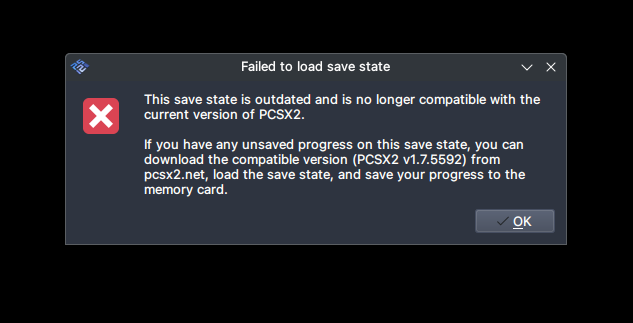 Failed to load save state
This save state is outdated and is no longer compatible with the
current version of PCSX2.
If you have any unsaved progress on this save state, you can
download the compatible version (PCSX2 v1.7.5592) from
pcsx2.net, load the save state, and save your progress to the
memory card.
OK